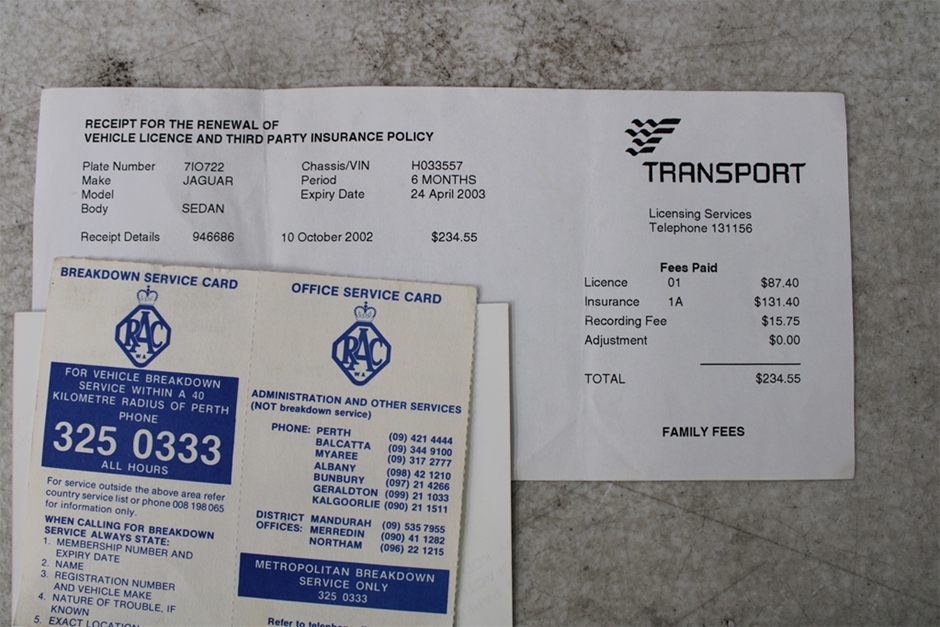 RECEIPT FOR THE RENEWAL OF
VEHICLE LICENCE AND THIRD PARTY INSURANCE POLICY
Plate Number 7IO722 Chassis/VIN H033557
Make JAGUAR Period 6 MONTHS
Model Expiry Date 24 April 2003
Body SEDAN
Receipt Details 946686 10 October 2002 $234.55
TRANSPORT
Licensing Services
Telephone 131156
Fees Paid
Licence 01 $87.40
Insurance 1A $131.40
Recording Fee $15.75
Adjustment $0.00
TOTAL $234.55
FAMILY FEES
BREAKDOWN SERVICE CARD
RAC
W A
FOR VEHICLE BREAKDOWN
SERVICE WITHIN A 40
KILOMETRE RADIUS OF PERTH
PHONE
325 0333
ALL HOURS
For service outside the above area refer
country service list or phone 008 198 065
for information only.
WHEN CALLING FOR BREAKDOWN
SERVICE ALWAYS STATE:
1. MEMBERSHIP NUMBER AND
EXPIRY DATE
2. NAME
3. REGISTRATION NUMBER
AND VEHICLE MAKE
4. NATURE OF TROUBLE, IF
KNOWN
5. EXACT LOCATION
OFFICE SERVICE CARD
RAC
W A
ADMINISTRATION AND OTHER SERVICES
(NOT breakdown service)
PHONE: PERTH (09) 421 4444
BALCATTA (09) 344 9100
MYAREE (09) 317 2777
ALBANY (098) 42 1210
BUNBURY (097) 21 4266
GERALDTON (099) 21 1033
KALGOORLIE (090) 21 1511
DISTRICT MANDURAH (09) 535 7955
OFFICES: MERREDIN (090) 41 1282
NORTHAM (096) 22 1215
METROPOLITAN BREAKDOWN
SERVICE ONLY
325 0333
Refer to